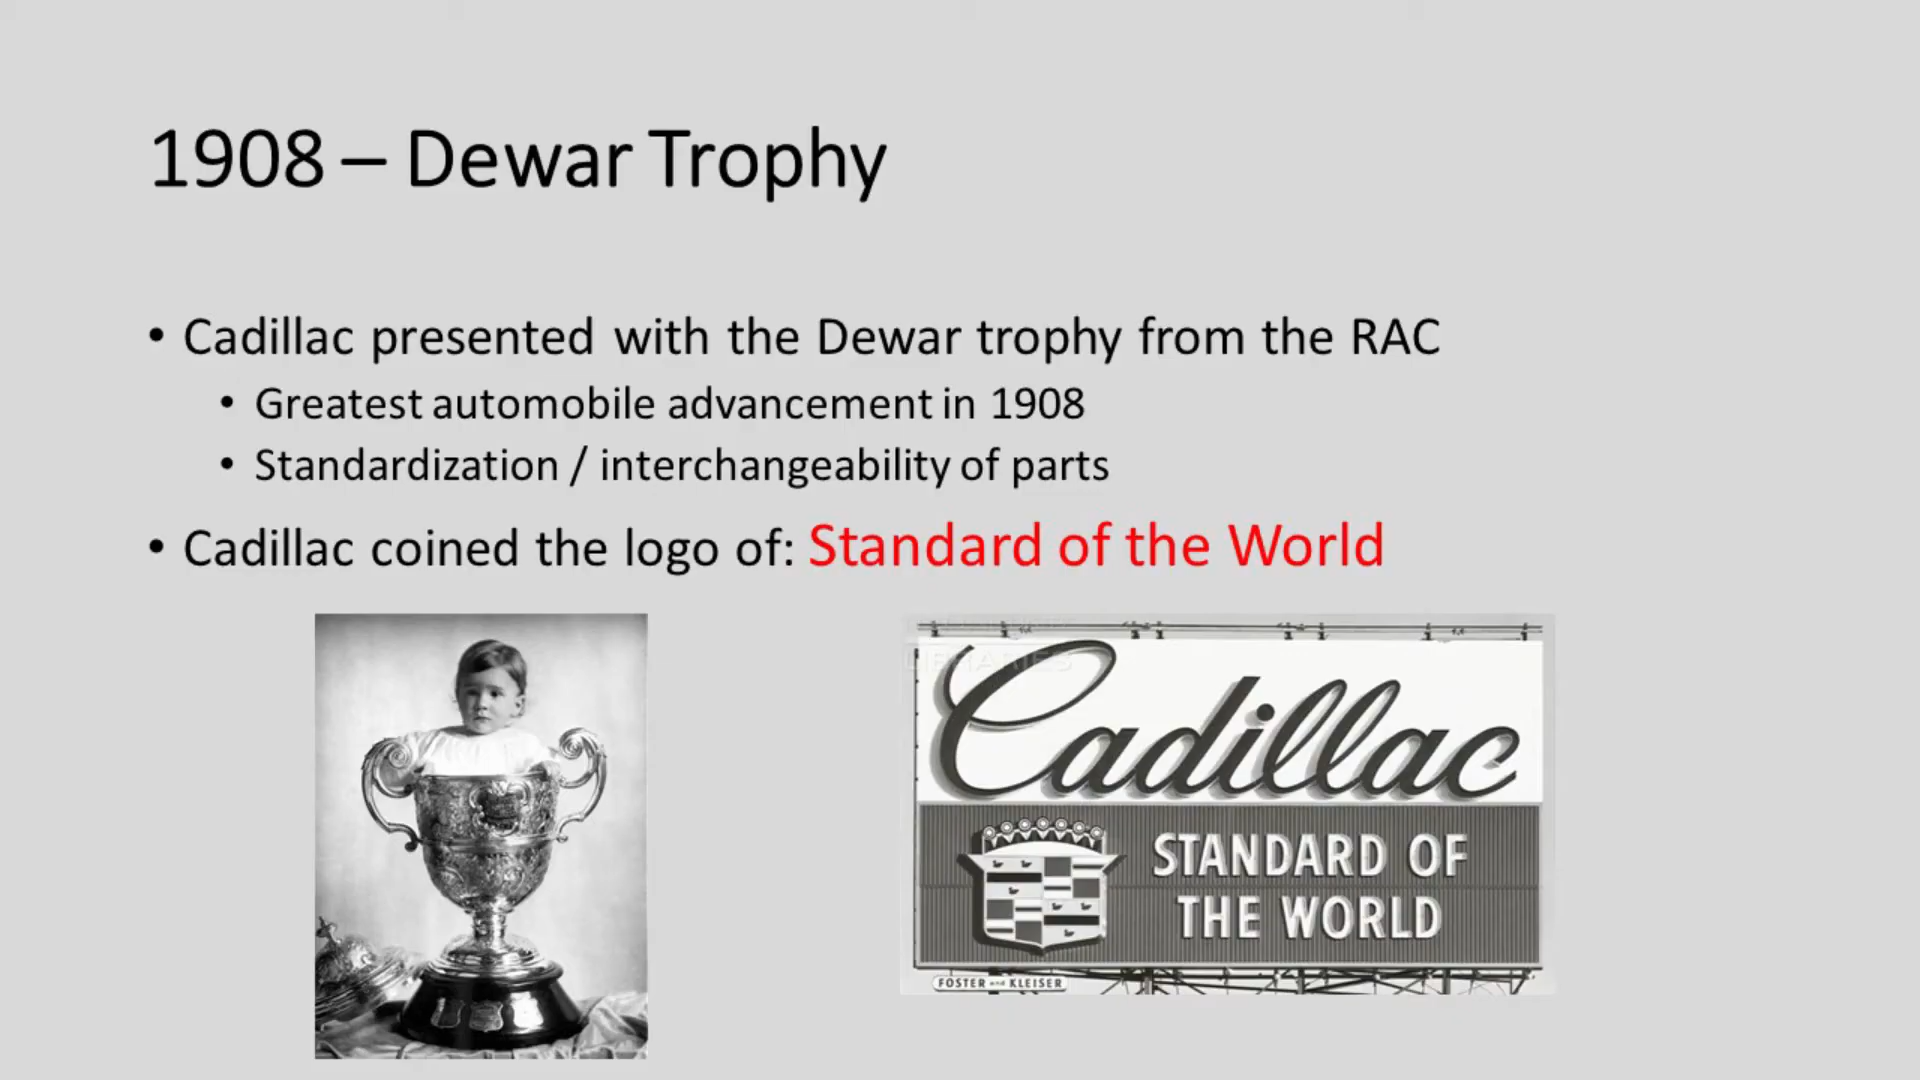 1908 – Dewar Trophy
• Cadillac presented with the Dewar trophy from the RAC
• Greatest automobile advancement in 1908
• Standardization / interchangeability of parts
• Cadillac coined the logo of: Standard of the World
Cadillac
STANDARD OF
THE WORLD
FOSTER and KLEISER